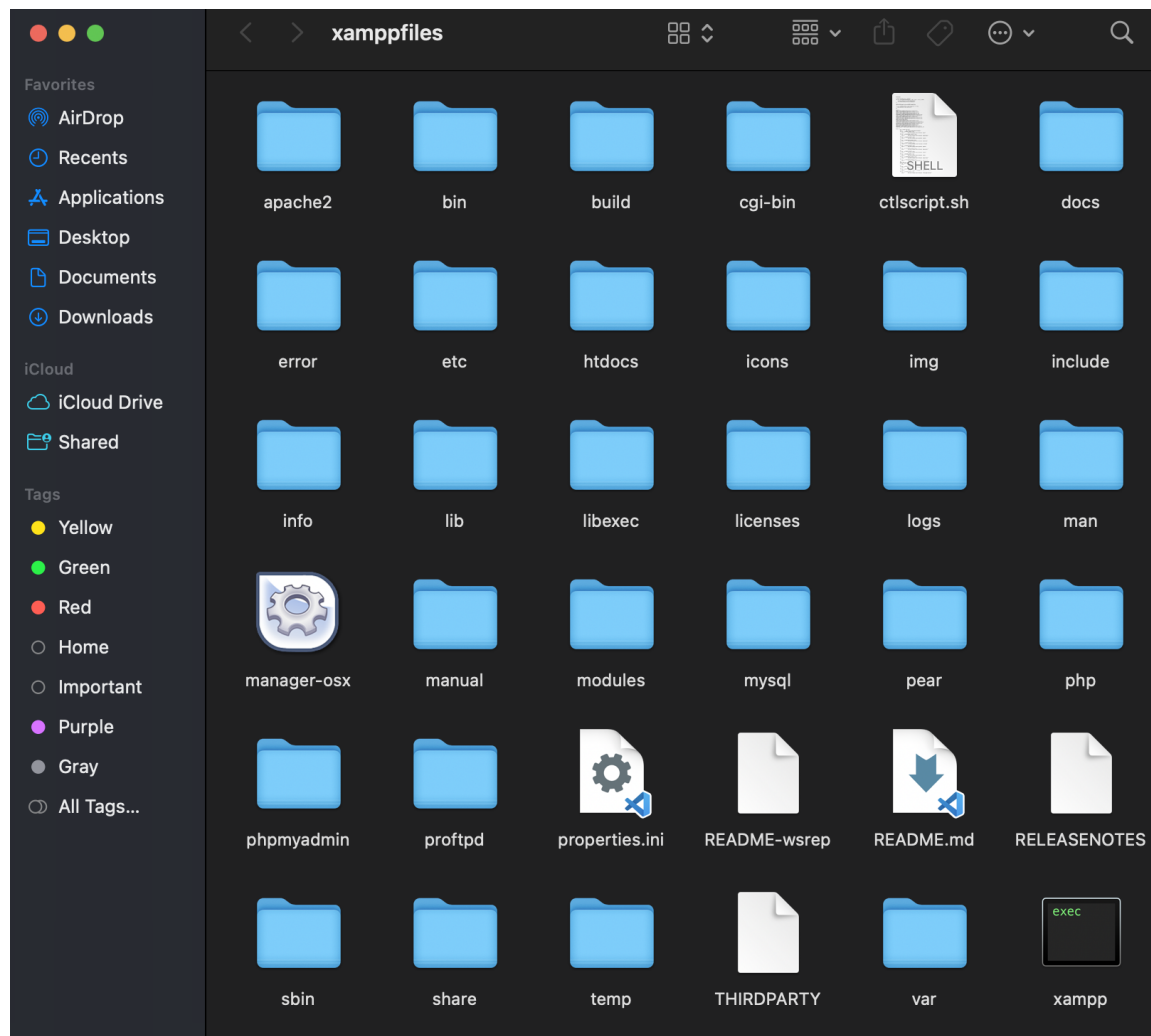 xamppfiles
Favorites
AirDrop
Recents
Applications
Desktop
Documents
Downloads
iCloud
iCloud Drive
Shared
Tags
Yellow
Green
Red
Home
Important
Purple
Gray
All Tags...
SHELL
apache2 bin build cgi-bin ctlscript.sh docs
error etc htdocs icons img include
info lib libexec licenses logs man
manager-osx manual modules mysql pear php
phpmyadmin proftpd properties.ini README-wsrep README.md RELEASENOTES
exec
sbin share temp THIRDPARTY var xampp